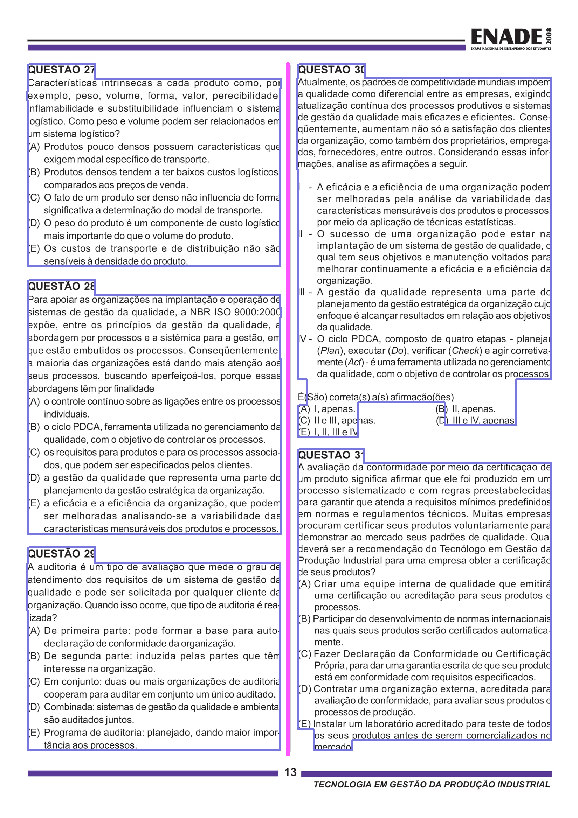 ENADE 2008
EXAME NACIONAL DE DESEMPENHO DOS ESTUDANTES
QUESTÃO 27
Características intrínsecas a cada produto como, por
exemplo, peso, volume, forma, valor, perecibilidade,
inflamabilidade e substituibilidade influenciam o sistema
logístico. Como peso e volume podem ser relacionados em
um sistema logístico?
(A) Produtos pouco densos possuem características que
exigem modal específico de transporte.
(B) Produtos densos tendem a ter baixos custos logísticos,
comparados aos preços de venda.
(C) O fato de um produto ser denso não influencia de forma
significativa a determinação do modal de transporte.
(D) O peso do produto é um componente de custo logístico
mais importante do que o volume do produto.
(E) Os custos de transporte e de distribuição não são
sensíveis à densidade do produto.
QUESTÃO 28
Para apoiar as organizações na implantação e operação de
sistemas de gestão da qualidade, a NBR ISO 9000:2000
expõe, entre os princípios da gestão da qualidade, a
abordagem por processos e a sistêmica para a gestão, em
que estão embutidos os processos. Conseqüentemente,
a maioria das organizações está dando mais atenção aos
seus processos, buscando aperfeiçoá-los, porque essas
abordagens têm por finalidade
(A) o controle contínuo sobre as ligações entre os processos
individuais.
(B) o ciclo PDCA, ferramenta utilizada no gerenciamento da
qualidade, com o objetivo de controlar os processos.
(C) os requisitos para produtos e para os processos associa-
dos, que podem ser especificados pelos clientes.
(D) a gestão da qualidade que representa uma parte do
planejamento da gestão estratégica da organização.
(E) a eficácia e a eficiência da organização, que podem
ser melhoradas analisando-se a variabilidade das
características mensuráveis dos produtos e processos.
QUESTÃO 29
A auditoria é um tipo de avaliação que mede o grau de
atendimento dos requisitos de um sistema de gestão da
qualidade e pode ser solicitada por qualquer cliente da
organização. Quando isso ocorre, que tipo de auditoria é rea-
lizada?
(A) De primeira parte: pode formar a base para auto-
declaração de conformidade da organização.
(B) De segunda parte: induzida pelas partes que têm
interesse na organização.
(C) Em conjunto: duas ou mais organizações de auditoria
cooperam para auditar em conjunto um único auditado.
(D) Combinada: sistemas de gestão da qualidade e ambiental
são auditados juntos.
(E) Programa de auditoria: planejado, dando maior impor-
tância aos processos.
QUESTÃO 30
Atualmente, os padrões de competitividade mundiais impõem
a qualidade como diferencial entre as empresas, exigindo
atualização contínua dos processos produtivos e sistemas
de gestão da qualidade mais eficazes e eficientes. Conse-
qüentemente, aumentam não só a satisfação dos clientes
da organização, como também dos proprietários, emprega-
dos, fornecedores, entre outros. Considerando essas infor-
mações, analise as afirmações a seguir.
I - A eficácia e a eficiência de uma organização podem
ser melhoradas pela análise da variabilidade das
características mensuráveis dos produtos e processos,
por meio da aplicação de técnicas estatísticas.
II - O sucesso de uma organização pode estar na
implantação de um sistema de gestão de qualidade, o
qual tem seus objetivos e manutenção voltados para
melhorar continuamente a eficácia e a eficiência da
organização.
III - A gestão da qualidade representa uma parte do
planejamento da gestão estratégica da organização cujo
enfoque é alcançar resultados em relação aos objetivos
da qualidade.
IV - O ciclo PDCA, composto de quatro etapas - planejar
(Plan), executar (Do), verificar (Check) e agir corretiva-
mente (Act) - é uma ferramenta utilizada no gerenciamento
da qualidade, com o objetivo de controlar os processos.
É(São) correta(s) a(s) afirmação(ões)
(A) I, apenas. (B) II, apenas.
(C) II e III, apenas. (D) III e IV, apenas.
(E) I, II, III e IV.
QUESTÃO 31
A avaliação da conformidade por meio da certificação de
um produto significa afirmar que ele foi produzido em um
processo sistematizado e com regras preestabelecidas
para garantir que atenda a requisitos mínimos predefinidos
em normas e regulamentos técnicos. Muitas empresas
procuram certificar seus produtos voluntariamente para
demonstrar ao mercado seus padrões de qualidade. Qual
deverá ser a recomendação do Tecnólogo em Gestão da
Produção Industrial para uma empresa obter a certificação
de seus produtos?
(A) Criar uma equipe interna de qualidade que emitirá
uma certificação ou acreditação para seus produtos e
processos.
(B) Participar do desenvolvimento de normas internacionais
nas quais seus produtos serão certificados automatica-
mente.
(C) Fazer Declaração da Conformidade ou Certificação
Própria, para dar uma garantia escrita de que seu produto
está em conformidade com requisitos especificados.
(D) Contratar uma organização externa, acreditada para
avaliação de conformidade, para avaliar seus produtos e
processos de produção.
(E) Instalar um laboratório acreditado para teste de todos
os seus produtos antes de serem comercializados no
mercado.
13
TECNOLOGIA EM GESTÃO DA PRODUÇÃO INDUSTRIAL